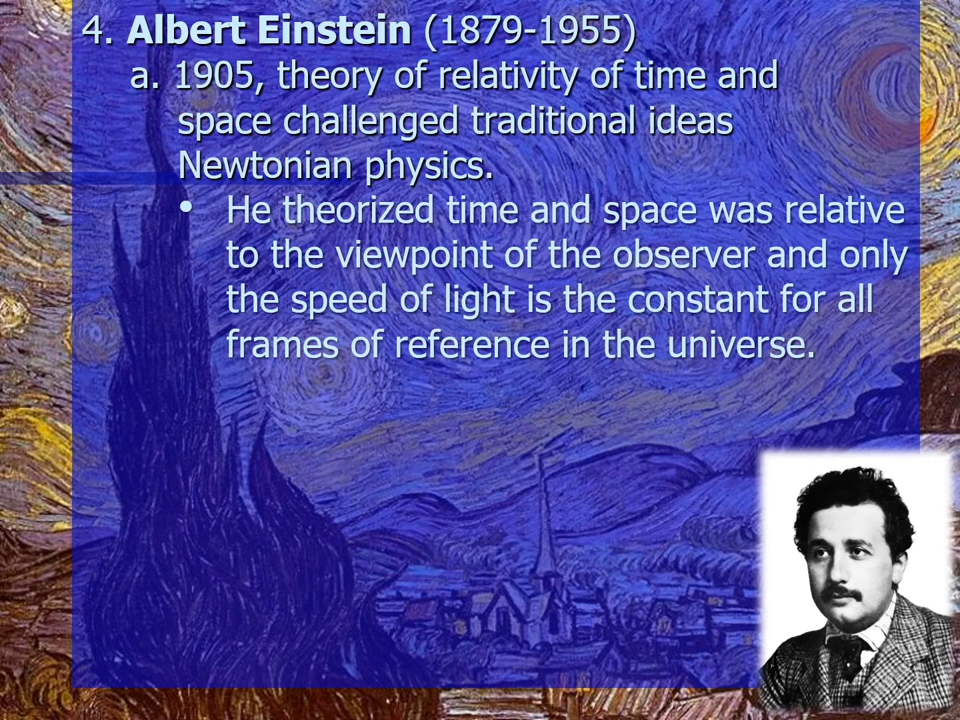 4. Albert Einstein (1879-1955)
a. 1905, theory of relativity of time and
space challenged traditional ideas
Newtonian physics.
• He theorized time and space was relative
to the viewpoint of the observer and only
the speed of light is the constant for all
frames of reference in the universe.